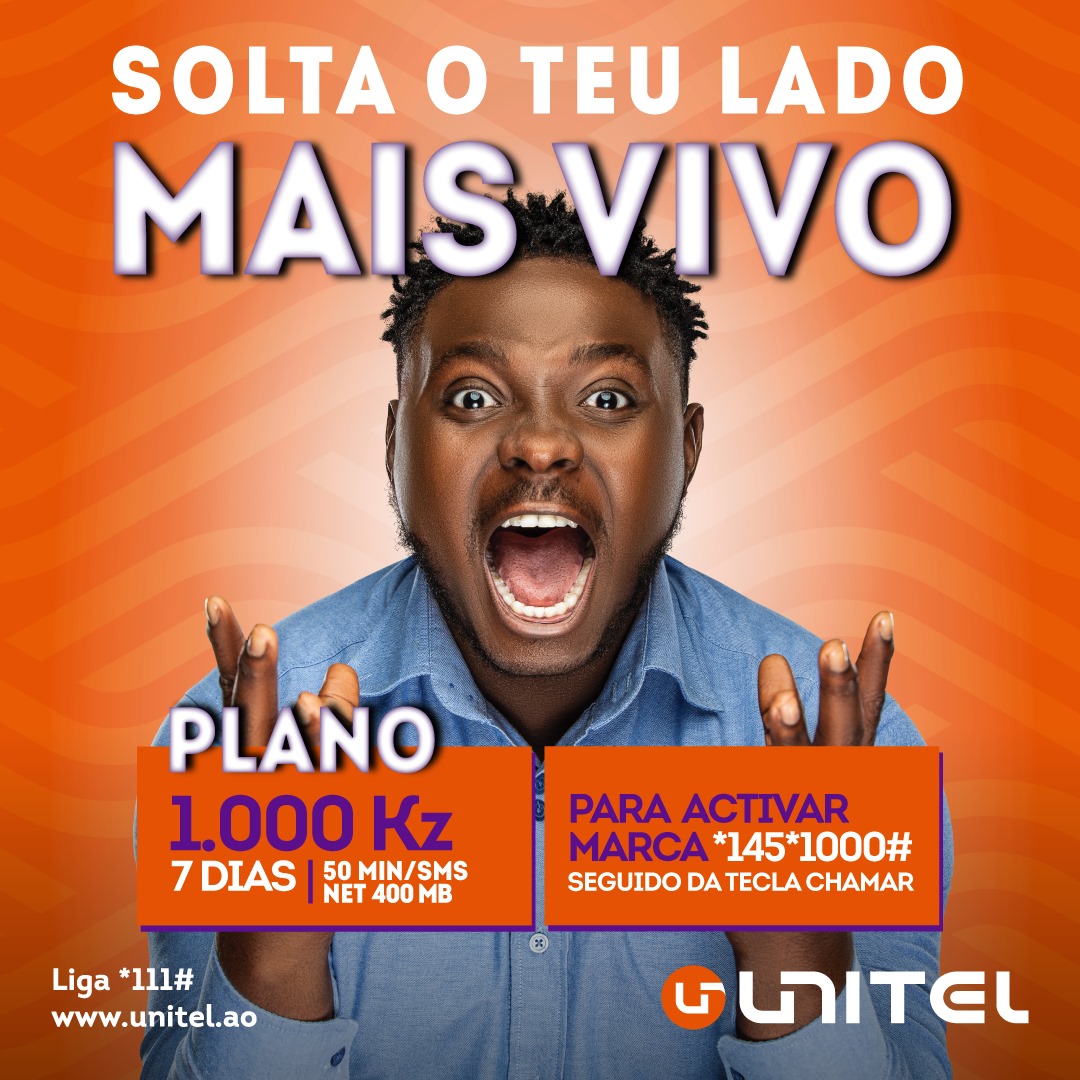 SOLTA O TEU LADO
MAIS VIVO
PLANO
1.000 Kz
7 DIAS
50 MIN/SMS
NET 400 MB
PARA ACTIVAR
MARCA *145*1000#
SEGUIDO DA TECLA CHAMAR
Liga *111#
www.unitel.ao
UNITEL